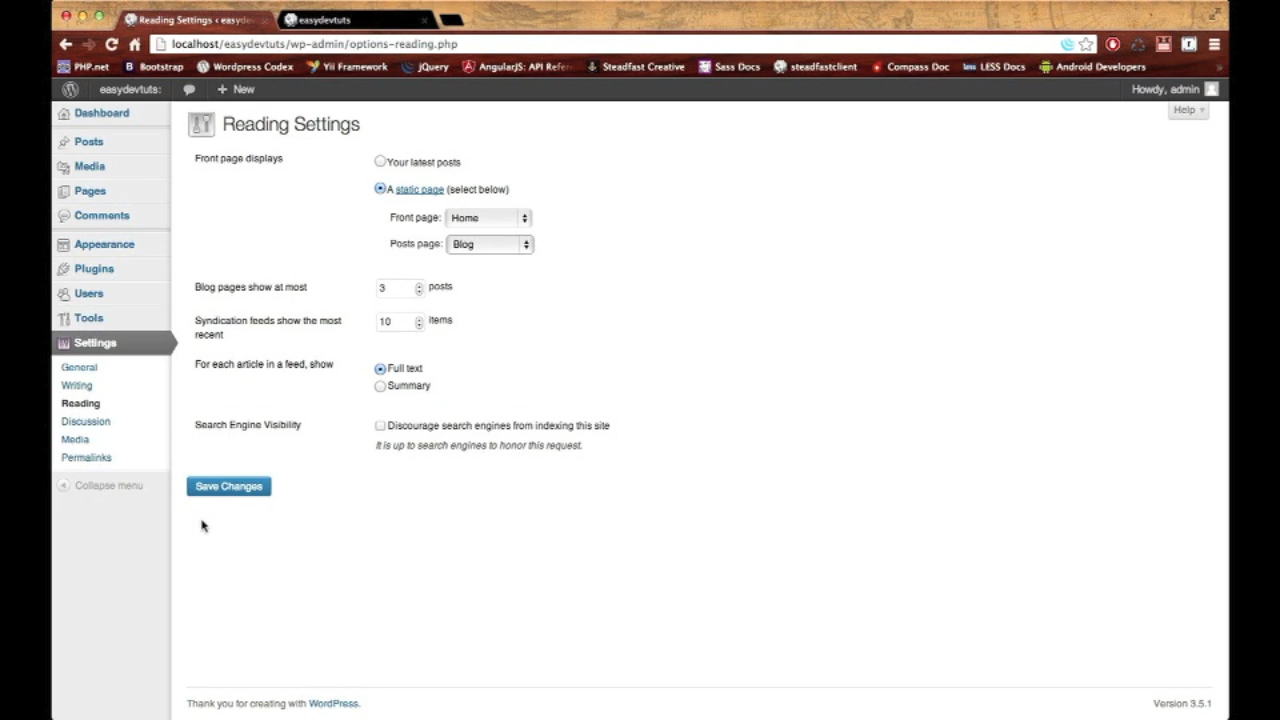 Reading Settings ‹ easyde
easydevtuts
localhost/easydevtuts/wp-admin/options-reading.php
PHP.net B Bootstrap Wordpress Codex Yii Framework jQuery AngularJS: API Refer Steadfast Creative Sass Docs steadfastclient Compass Doc less LESS Docs Android Developers
easydevtuts: + New Howdy, admin
Help
Dashboard
Posts
Media
Pages
Comments
Appearance
Plugins
Users
Tools
Settings
General
Writing
Reading
Discussion
Media
Permalinks
Collapse menu
Reading Settings
Front page displays
Your latest posts
A static page (select below)
Front page: Home
Posts page: Blog
Blog pages show at most 3 posts
Syndication feeds show the most
recent
10 items
For each article in a feed, show
Full text
Summary
Search Engine Visibility
Discourage search engines from indexing this site
It is up to search engines to honor this request.
Save Changes
Thank you for creating with WordPress.
Version 3.5.1